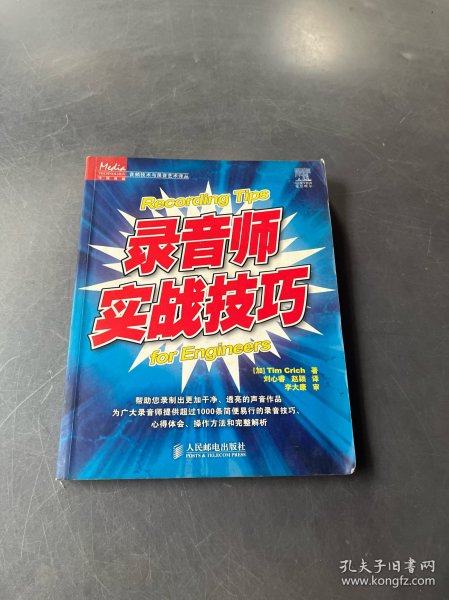 Media
音频技术与录音艺术译丛
Recording Tips
录音师
实战技巧
for Engineers
[加] Tim Crich 著
刘心睿 赵颖 译
李大康 审
帮助您录制出更加干净、透亮的声音作品
为广大录音师提供超过1000条简便易行的录音技巧、
心得体会、操作方法和完整解析
人民邮电出版社
POSTS & TELECOM PRESS
孔夫子旧书网
www.kongfz.com